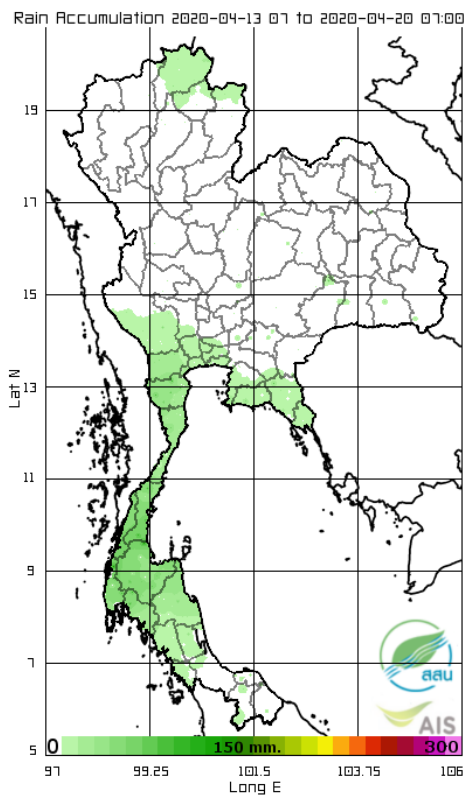 Rain Accumulation 2020-04-13 07 to 2020-04-20 07:00
19
17
15
13
11
9
7
5
Lat N
สสน
AIS
0 150 mm. 300
97 99.25 101.5 103.75 106
Long E